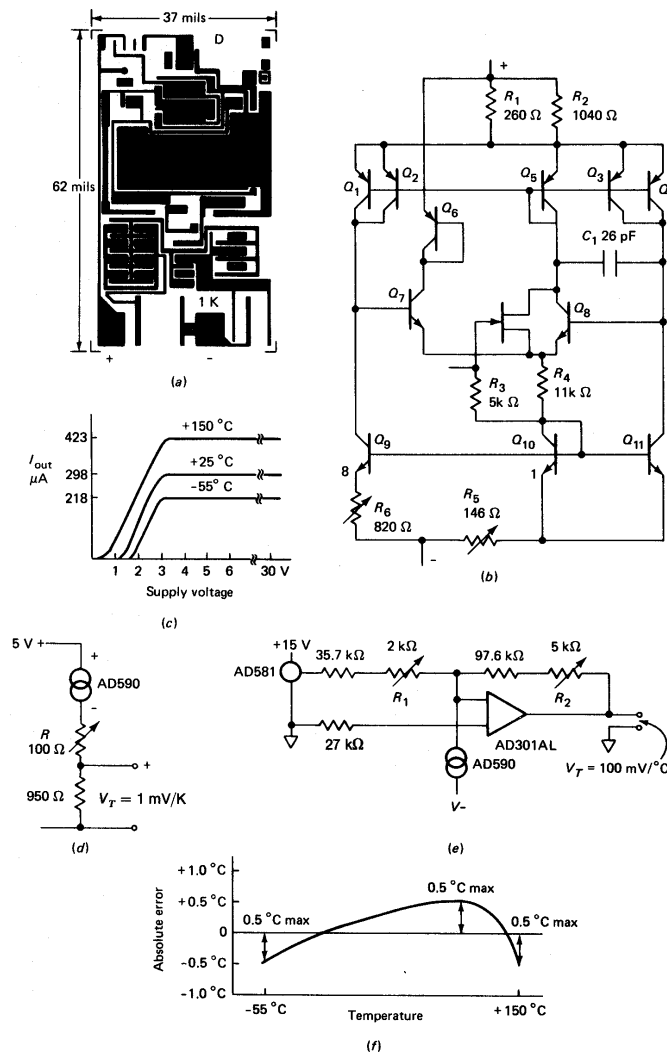 37 mils
D
62 mils
1 K
+ −
(a)
+
R1
260 Ω
R2
1040 Ω
Q1
Q2
Q5
Q3
Q
Q6
C1 26 pF
Q7
Q8
R3
5k Ω
R4
11k Ω
Q9
Q10
Q11
8
1
R6
820 Ω
R5
146 Ω
−
(b)
423
298
218
Iout
μA
+150 °C
+25 °C
−55° C
1 2 3 4 5 6 30 V
Supply voltage
(c)
5 V +
+
AD590
−
R
100 Ω
+
950 Ω
VT = 1 mV/K
−
(d)
+15 V
AD581
35.7 kΩ
2 kΩ
R1
97.6 kΩ
5 kΩ
R2
27 kΩ
AD301AL
AD590
V−
VT = 100 mV/°C
(e)
Absolute error
+1.0 °C
+0.5 °C
0
−0.5 °C
−1.0 °C
0.5 °C max
0.5 °C max
0.5 °C max
−55 °C
Temperature
+150 °C
(f)